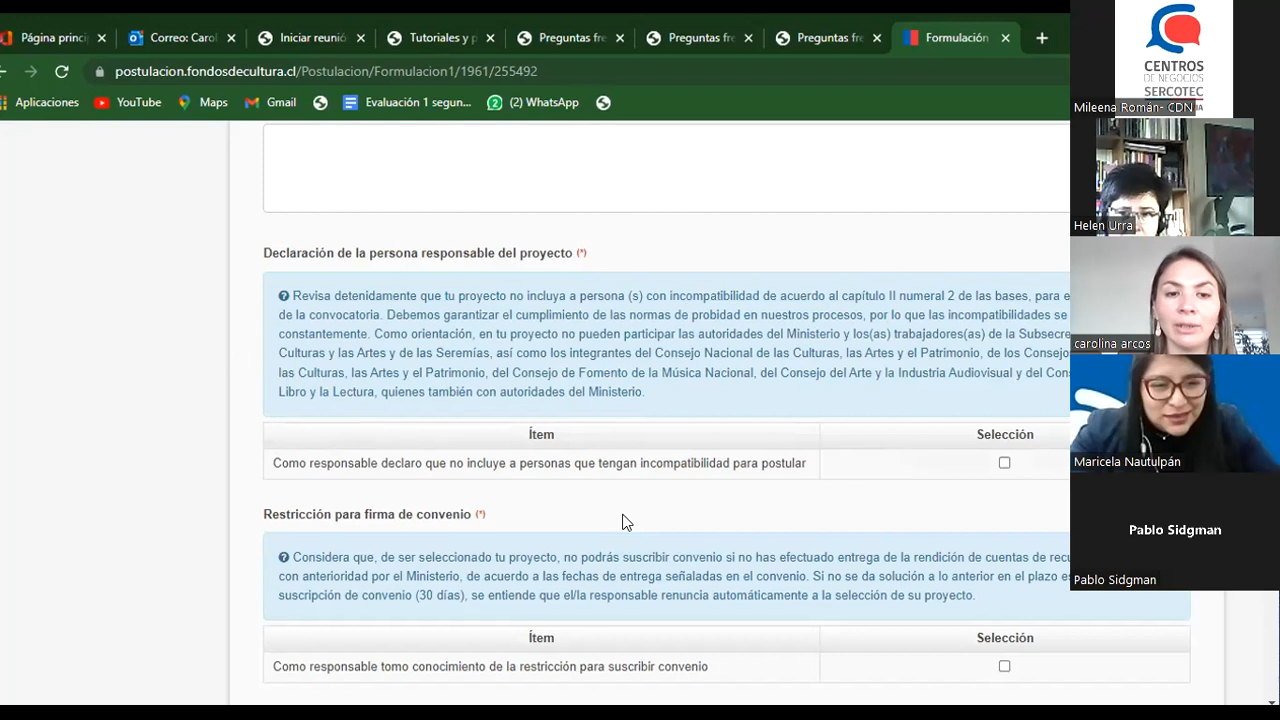 Página princi
Correo: Carol
Iniciar reunió
Tutoriales y p
Preguntas fre
Preguntas fre
Preguntas fre
Formulación
postulacion.fondosdecultura.cl/Postulacion/Formulacion1/1961/255492
Aplicaciones
YouTube
Maps
Gmail
Evaluación 1 segun...
(2) WhatsApp
Declaración de la persona responsable del proyecto (*)
Revisa detenidamente que tu proyecto no incluya a persona (s) con incompatibilidad de acuerdo al capítulo II numeral 2 de las bases, para e
de la convocatoria. Debemos garantizar el cumplimiento de las normas de probidad en nuestros procesos, por lo que las incompatibilidades se
constantemente. Como orientación, en tu proyecto no pueden participar las autoridades del Ministerio y los(as) trabajadores(as) de la Subsecre
Culturas y las Artes y de las Seremías, así como los integrantes del Consejo Nacional de las Culturas, las Artes y el Patrimonio, de los Consejo
las Culturas, las Artes y el Patrimonio, del Consejo de Fomento de la Música Nacional, del Consejo del Arte y la Industria Audiovisual y del Con
Libro y la Lectura, quienes también con autoridades del Ministerio.
Ítem
Selección
Como responsable declaro que no incluye a personas que tengan incompatibilidad para postular
Restricción para firma de convenio (*)
Considera que, de ser seleccionado tu proyecto, no podrás suscribir convenio si no has efectuado entrega de la rendición de cuentas de recu
con anterioridad por el Ministerio, de acuerdo a las fechas de entrega señaladas en el convenio. Si no se da solución a lo anterior en el plazo es
suscripción de convenio (30 días), se entiende que el/la responsable renuncia automáticamente a la selección de su proyecto.
Ítem
Selección
Como responsable tomo conocimiento de la restricción para suscribir convenio
CENTROS
DE NEGOCIOS
SERCOTEC
Mileena Román- CDN
Helen Urra
carolina arcos
Maricela Nautulpán
Pablo Sidgman
Pablo Sidgman